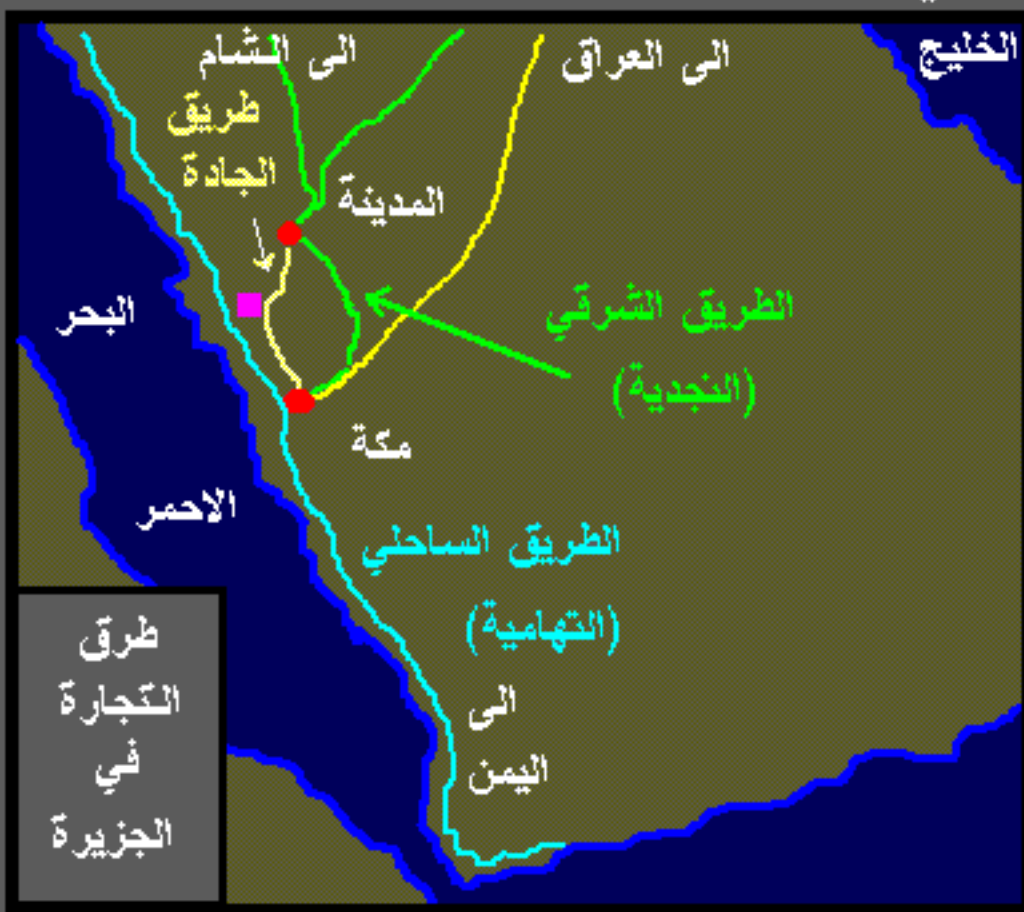 الى الشام
الى العراق
الخليج
طريق
الجادة
المدينة
البحر
الطريق الشرقي
(النجدية)
مكة
الاحمر
الطريق الساحلي
(التهامية)
الى
اليمن
طرق
التجارة
في
الجزيرة